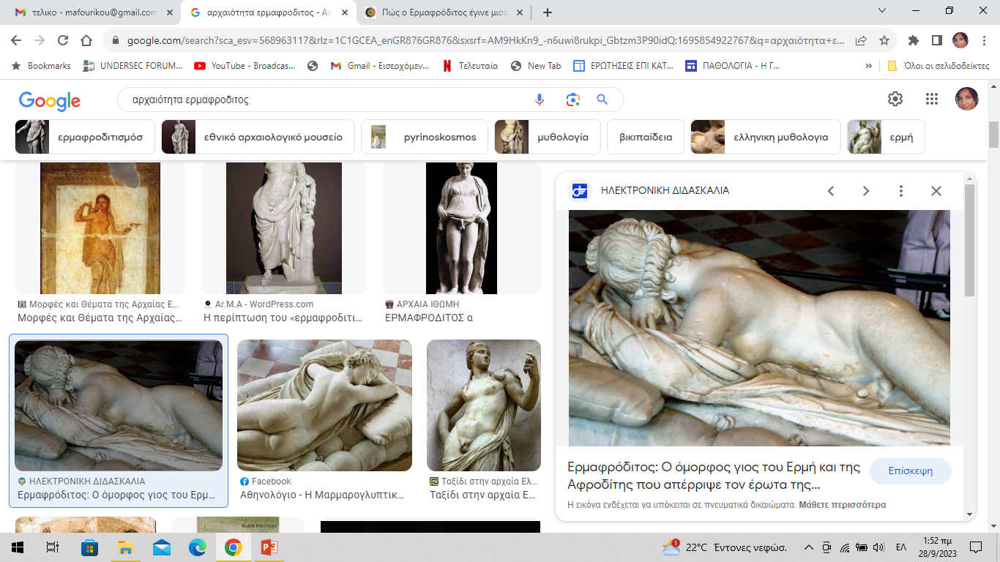 τελικο - mafourikou@gmail.com
αρχαιότητα ερμαφροδιτος - Αν
Πώς ο Ερμαφρόδιτος έγινε μισό
google.com/search?sca_esv=568963117&rlz=1C1GCEA_enGR876GR876&sxsrf=AM9HkKn9_-n6uwi8rukpi_Gbtzm3P90idQ:1695854922767&q=αρχαιότητα+ε...
Bookmarks
UNDERSEC FORUM...
YouTube - Broadcas...
Gmail - Εισερχόμεν...
Τελευταία
New Tab
ΕΡΩΤΗΣΕΙΣ ΕΠΙ ΚΑΤ...
ΠΑΘΟΛΟΓΙΑ - Η Γ...
»
Όλοι οι σελιδοδείκτες
Google
αρχαιότητα ερμαφροδιτος
ερμαφροδιτισμόσ
εθνικό αρχαιολογικό μουσείο
pyrinoskosmos
μυθολογία
βικιπαίδεια
ελληνικη μυθολογια
ερμή
Μορφές και Θέματα της Αρχαίας Ε...
Μορφές και Θέματα της Αρχαίας...
Ar.M.A - WordPress.com
Η περίπτωση του «ερμαφροδιτι...
ΑΡΧΑΙΑ ΙΘΩΜΗ
ΕΡΜΑΦΡΟΔΙΤΟΣ α
ΗΛΕΚΤΡΟΝΙΚΗ ΔΙΔΑΣΚΑΛΙΑ
Ερμαφρόδιτος: Ο όμορφος γιος του Ερμ...
Facebook
Αθηνολόγιο - Η Μαρμαρογλυπτικ...
Ταξίδι στην αρχαία Ελ...
Ταξίδι στην αρχαία Ε...
MARIE DELCOURT
ΗΛΕΚΤΡΟΝΙΚΗ ΔΙΔΑΣΚΑΛΙΑ
Ερμαφρόδιτος: Ο όμορφος γιος του Ερμή και της
Αφροδίτης που απέρριψε τον έρωτα της...
Επίσκεψη
Η εικόνα ενδέχεται να υπόκειται σε πνευματικά δικαιώματα. Μάθετε περισσότερα
1
22°C Έντονες νεφώσ.
ΕΛ
1:52 πμ
28/9/2023